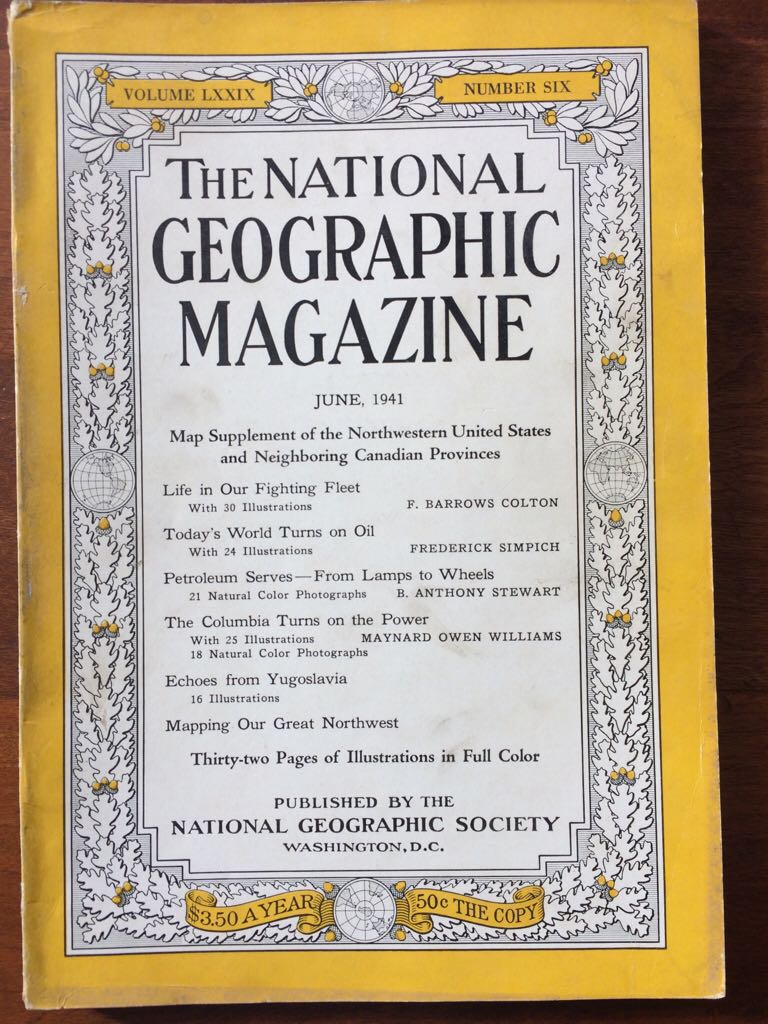 VOLUME LXXIX
NUMBER SIX
THE NATIONAL
GEOGRAPHIC
MAGAZINE
JUNE, 1941
Map Supplement of the Northwestern United States
and Neighboring Canadian Provinces
Life in Our Fighting Fleet
With 30 Illustrations F. BARROWS COLTON
Today's World Turns on Oil
With 24 Illustrations FREDERICK SIMPICH
Petroleum Serves—From Lamps to Wheels
21 Natural Color Photographs B. ANTHONY STEWART
The Columbia Turns on the Power
With 25 Illustrations MAYNARD OWEN WILLIAMS
18 Natural Color Photographs
Echoes from Yugoslavia
16 Illustrations
Mapping Our Great Northwest
Thirty-two Pages of Illustrations in Full Color
PUBLISHED BY THE
NATIONAL GEOGRAPHIC SOCIETY
WASHINGTON, D.C.
$3.50 A YEAR
50¢ THE COPY